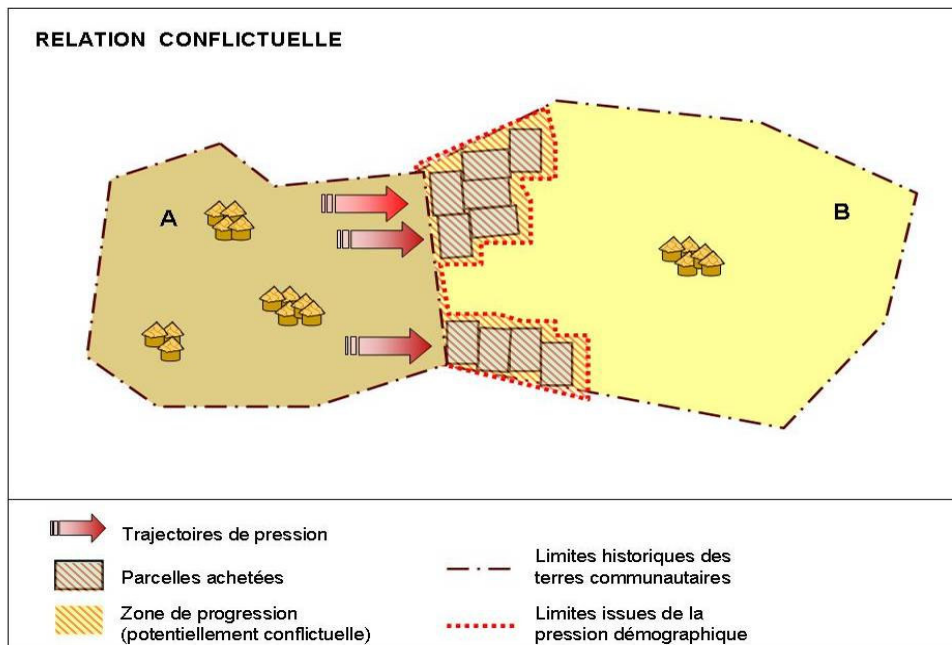 RELATION CONFLICTUELLE
A
B
Trajectoires de pression
Parcelles achetées
Zone de progression
(potentiellement conflictuelle)
Limites historiques des
terres communautaires
Limites issues de la
pression démographique